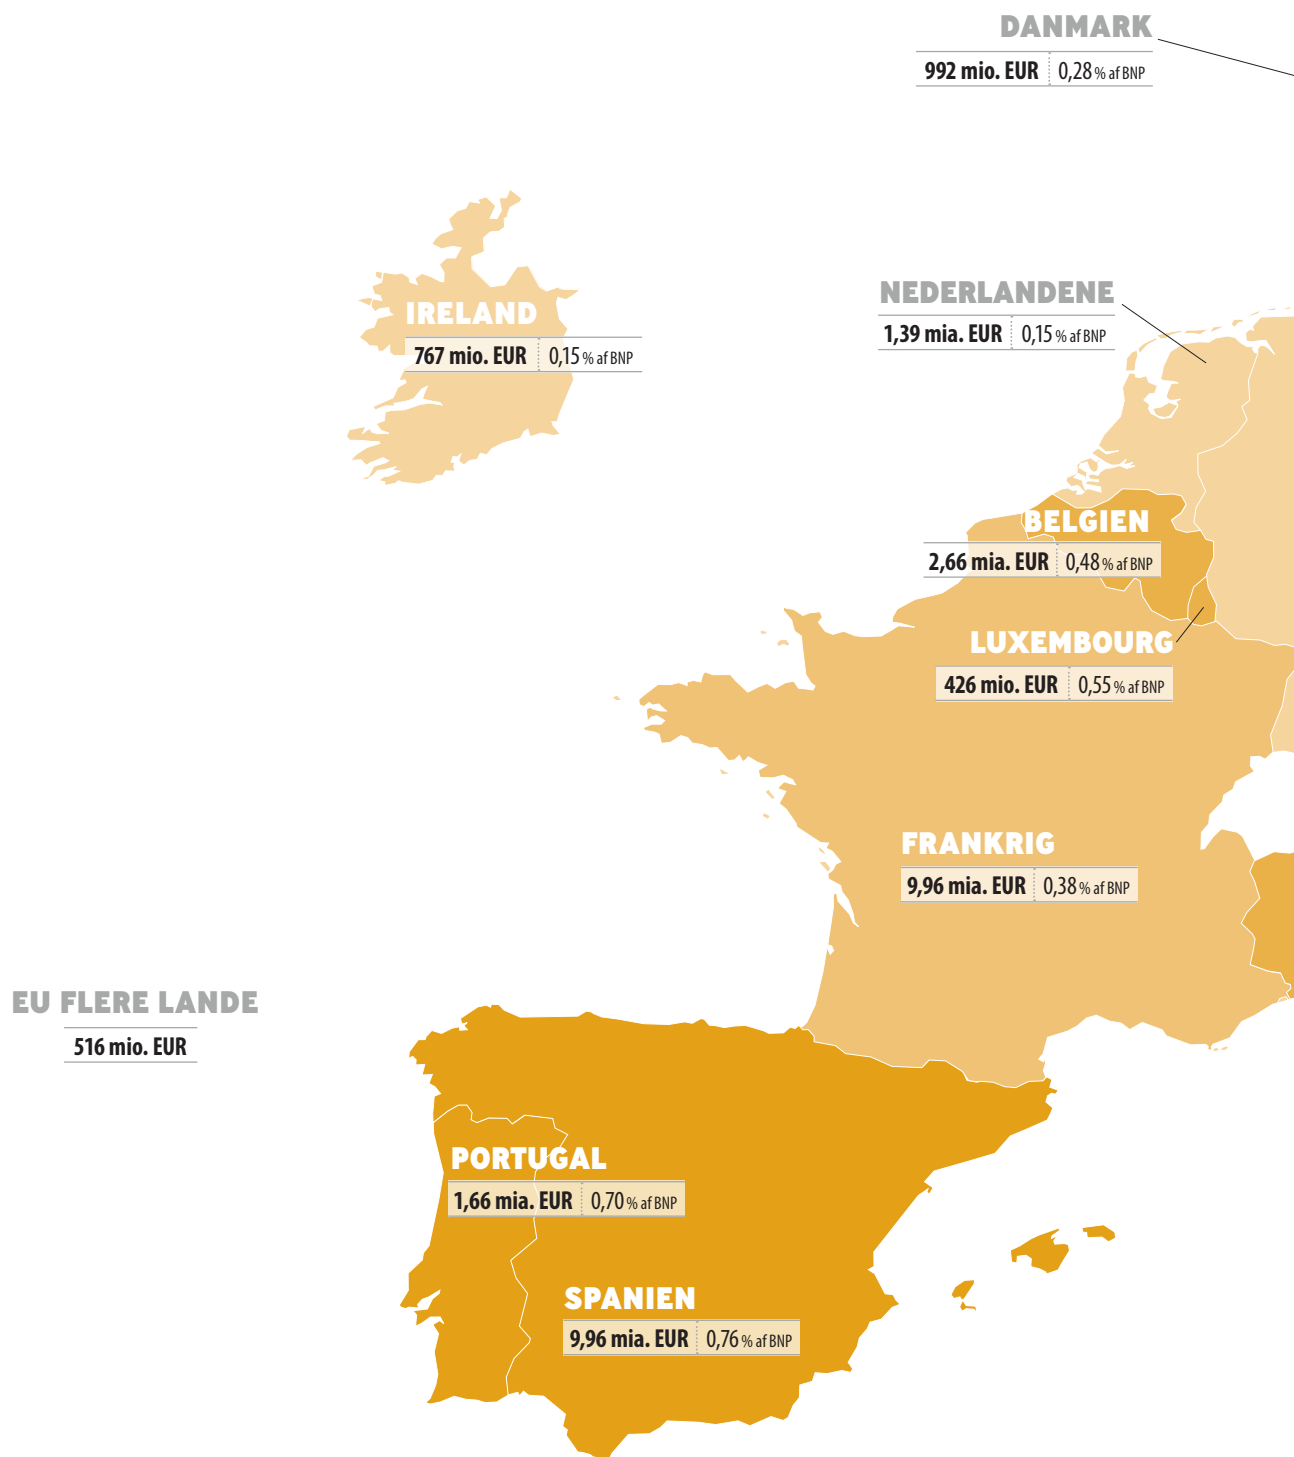 DANMARK
992 mio. EUR 0,28 % af BNP
IRELAND
767 mio. EUR 0,15 % af BNP
NEDERLANDENE
1,39 mia. EUR 0,15 % af BNP
BELGIEN
2,66 mia. EUR 0,48 % af BNP
LUXEMBOURG
426 mio. EUR 0,55 % af BNP
FRANKRIG
9,96 mia. EUR 0,38 % af BNP
EU FLERE LANDE
516 mio. EUR
PORTUGAL
1,66 mia. EUR 0,70 % af BNP
SPANIEN
9,96 mia. EUR 0,76 % af BNP